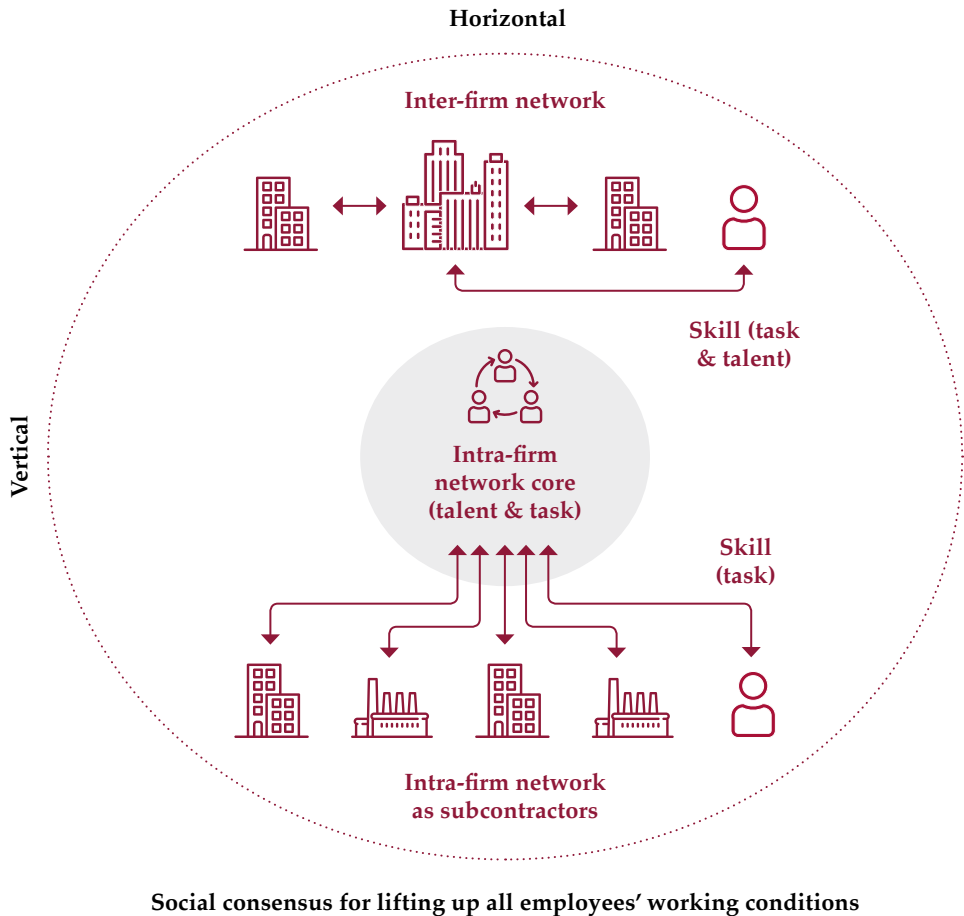 Horizontal
Inter-firm network
Skill (task
& talent)
Vertical
Intra-firm
network core
(talent & task)
Skill
(task)
Intra-firm network
as subcontractors
Social consensus for lifting up all employees’ working conditions